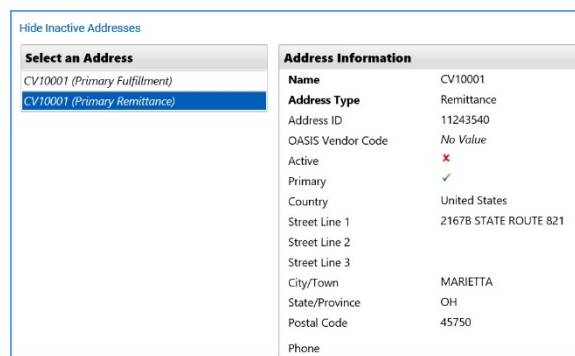 Hide Inactive Addresses
Select an Address
CV10001 (Primary Fulfillment)
CV10001 (Primary Remittance)
Address Information
Name CV10001
Address Type Remittance
Address ID 11243540
OASIS Vendor Code No Value
Active
Primary
Country United States
Street Line 1 2167B STATE ROUTE 821
Street Line 2
Street Line 3
City/Town MARIETTA
State/Province OH
Postal Code 45750
Phone